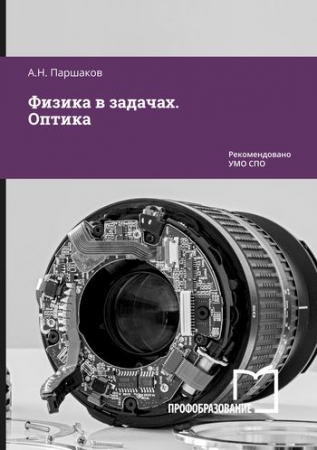 А.Н. Паршаков
Физика в задачах.
Оптика
Рекомендовано
УМО СПО
ПРОФОБРАЗОВАНИЕ